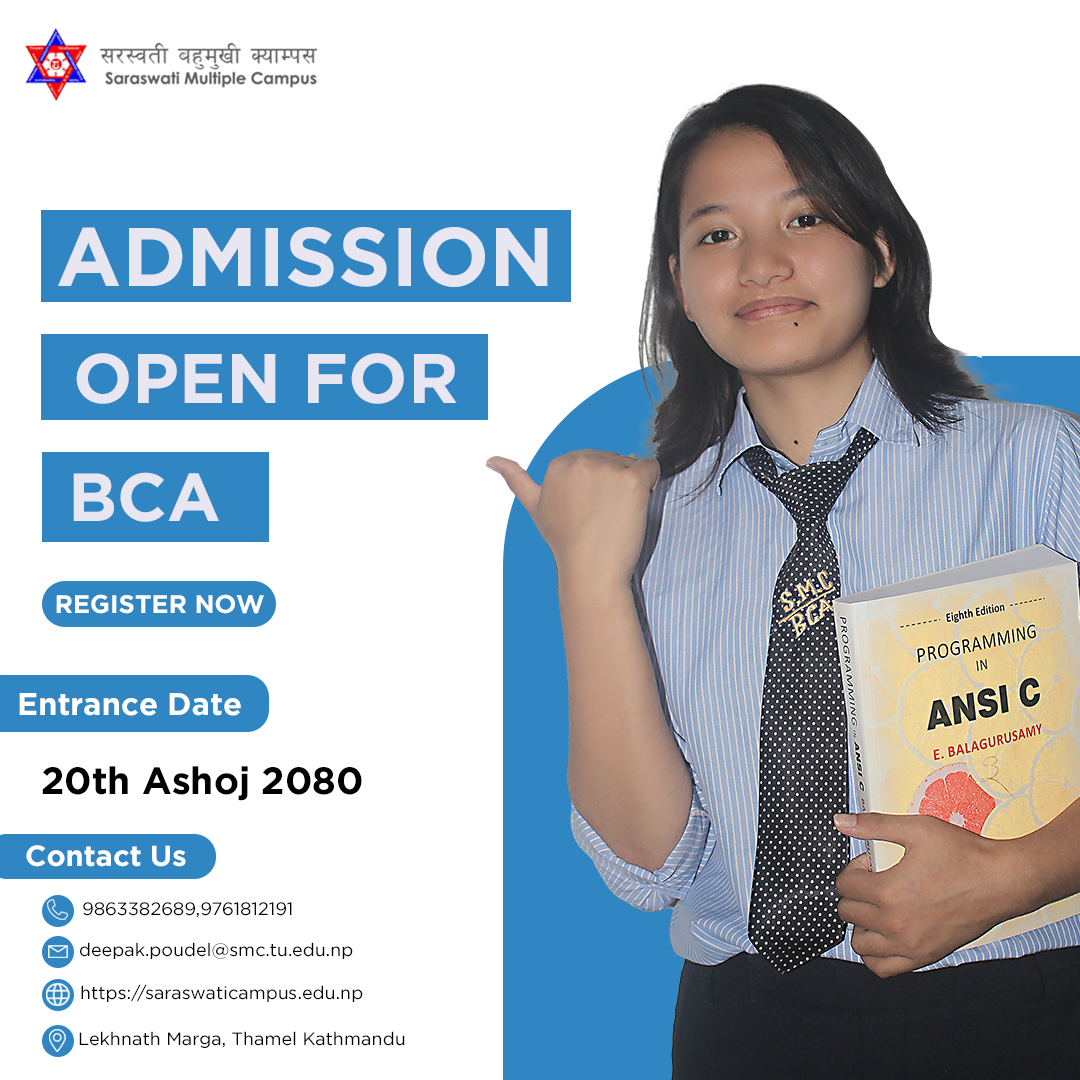 सरस्वती बहुमुखी क्याम्पस
Saraswati Multiple Campus
ADMISSION
OPEN FOR
BCA
REGISTER NOW
Entrance Date
20th Ashoj 2080
Contact Us
9863382689,9761812191
deepak.poudel@smc.tu.edu.np
https://saraswaticampus.edu.np
Lekhnath Marga, Thamel Kathmandu
S.M.C
BCA
Eighth Edition
PROGRAMMING
IN
ANSI C
E. BALAGURUSAMY
3
PROGRAMMING IN ANSI C